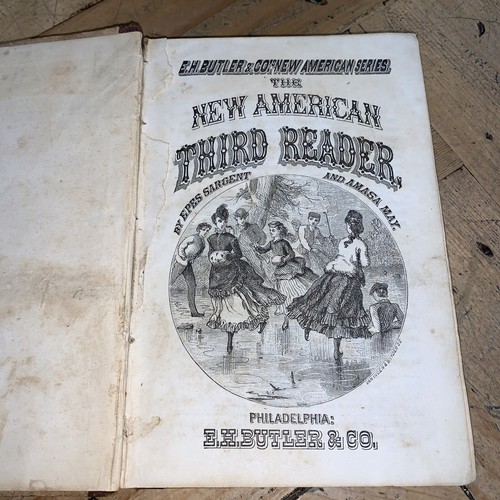 E.H. BUTLER & CO.'S NEW AMERICAN SERIES.
THE
NEW AMERICAN
THIRD READER,
BY EPES SARGENT AND AMASA MAY.
PHILADELPHIA:
E.H. BUTLER & CO.